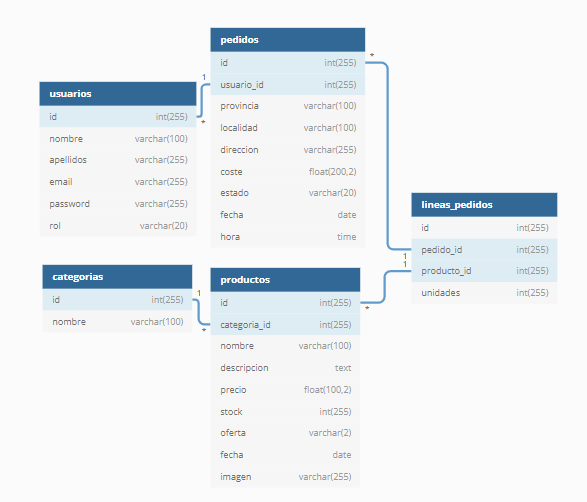 pedidos
id int(255)
usuario_id int(255)
provincia varchar(100)
localidad varchar(100)
direccion varchar(255)
coste float(200,2)
estado varchar(20)
fecha date
hora time
*
1
*
usuarios
id int(255)
nombre varchar(100)
apellidos varchar(255)
email varchar(255)
password varchar(255)
rol varchar(20)
lineas_pedidos
id int(255)
pedido_id int(255)
producto_id int(255)
unidades int(255)
1
1
*
categorias
id int(255)
nombre varchar(100)
1
*
productos
id int(255)
categoria_id int(255)
nombre varchar(100)
descripcion text
precio float(100,2)
stock int(255)
oferta varchar(2)
fecha date
imagen varchar(255)